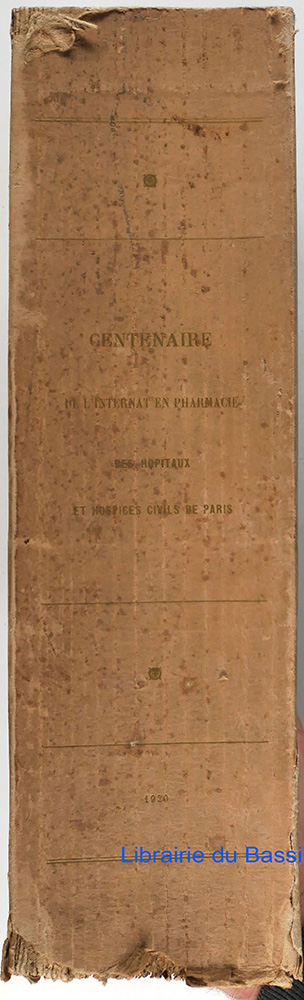 CENTENAIRE
DE L'INTERNAT EN PHARMACIE
DES HOPITAUX
ET HOSPICES CIVILS DE PARIS
1920
Librairie du Bassi